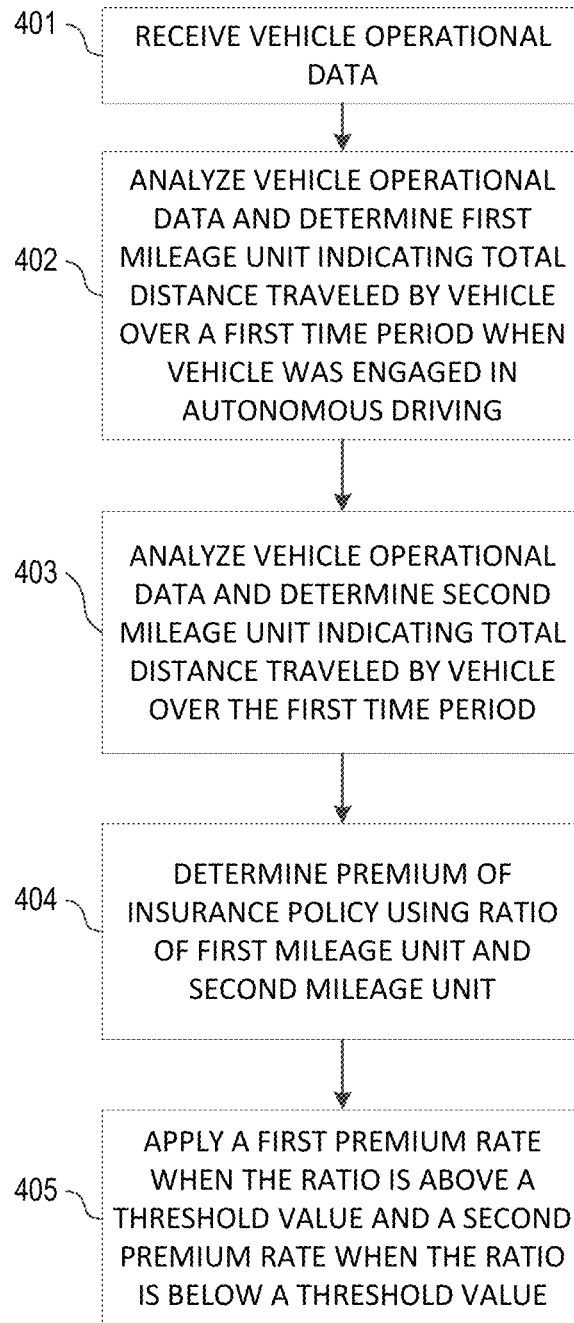 401
RECEIVE VEHICLE OPERATIONAL
DATA
402
ANALYZE VEHICLE OPERATIONAL
DATA AND DETERMINE FIRST
MILEAGE UNIT INDICATING TOTAL
DISTANCE TRAVELED BY VEHICLE
OVER A FIRST TIME PERIOD WHEN
VEHICLE WAS ENGAGED IN
AUTONOMOUS DRIVING
403
ANALYZE VEHICLE OPERATIONAL
DATA AND DETERMINE SECOND
MILEAGE UNIT INDICATING TOTAL
DISTANCE TRAVELED BY VEHICLE
OVER THE FIRST TIME PERIOD
404
DETERMINE PREMIUM OF
INSURANCE POLICY USING RATIO
OF FIRST MILEAGE UNIT AND
SECOND MILEAGE UNIT
405
APPLY A FIRST PREMIUM RATE
WHEN THE RATIO IS ABOVE A
THRESHOLD VALUE AND A SECOND
PREMIUM RATE WHEN THE RATIO
IS BELOW A THRESHOLD VALUE